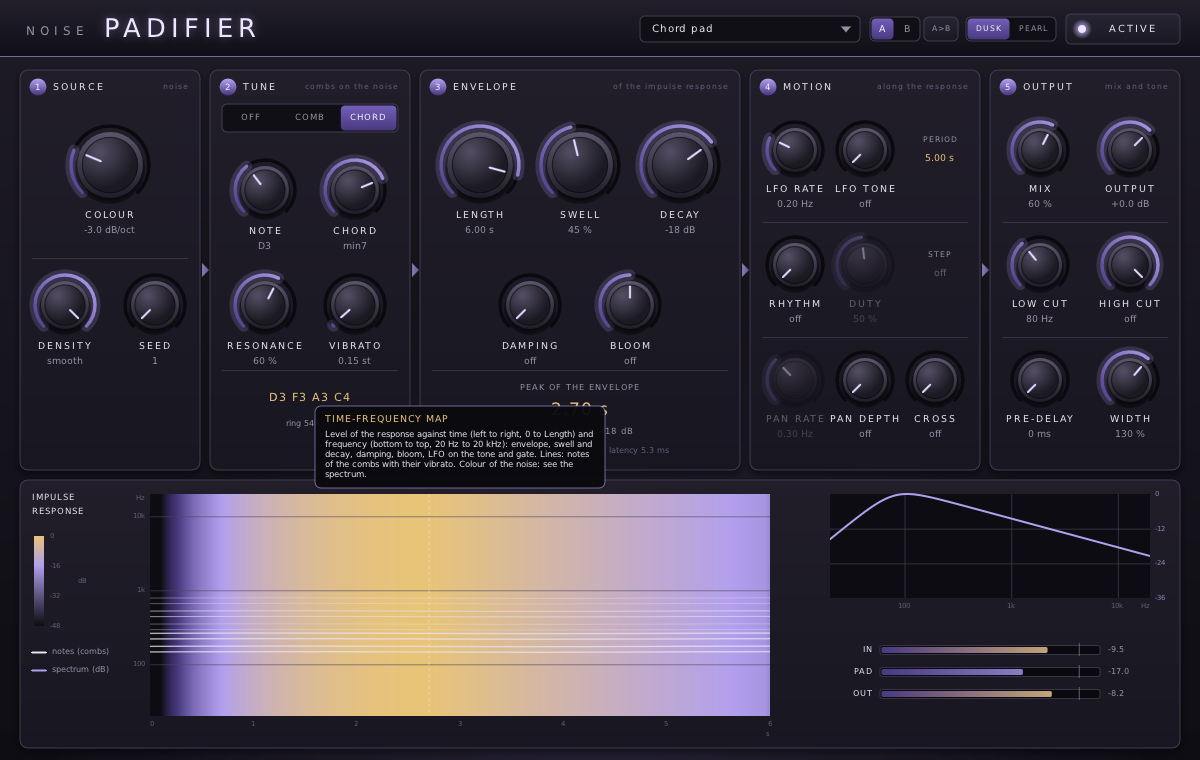 NOISE PADIFIER
Chord pad
A B A>B DUSK PEARL ACTIVE
1 SOURCE noise
COLOUR
-3.0 dB/oct
DENSITY SEED
smooth 1
2 TUNE combs on the noise
OFF COMB CHORD
NOTE CHORD
D3 min7
RESONANCE VIBRATO
60 % 0.15 st
D3 F3 A3 C4
ring 54
3 ENVELOPE of the impulse response
LENGTH SWELL DECAY
6.00 s 45 % -18 dB
DAMPING BLOOM
off off
PEAK OF THE ENVELOPE
2.70 s
18 dB
latency 5.3 ms
4 MOTION along the response
PERIOD
5.00 s
LFO RATE LFO TONE
0.20 Hz off
STEP
off
RHYTHM DUTY
off 50 %
PAN RATE PAN DEPTH CROSS
0.30 Hz off off
5 OUTPUT mix and tone
MIX OUTPUT
60 % +0.0 dB
LOW CUT HIGH CUT
80 Hz off
PRE-DELAY WIDTH
0 ms 130 %
TIME-FREQUENCY MAP
Level of the response against time (left to right, 0 to Length) and
frequency (bottom to top, 20 Hz to 20 kHz): envelope, swell and
decay, damping, bloom, LFO on the tone and gate. Lines: notes
of the combs with their vibrato. Colour of the noise: see the
spectrum.
IMPULSE
RESPONSE
0
-16
dB
-32
-48
notes (combs)
spectrum (dB)
Hz
10k
1k
100
0 1 2 3 4 5 6
s
0
-12
-24
-36
100 1k 10k Hz
IN -9.5
PAD -17.0
OUT -8.2